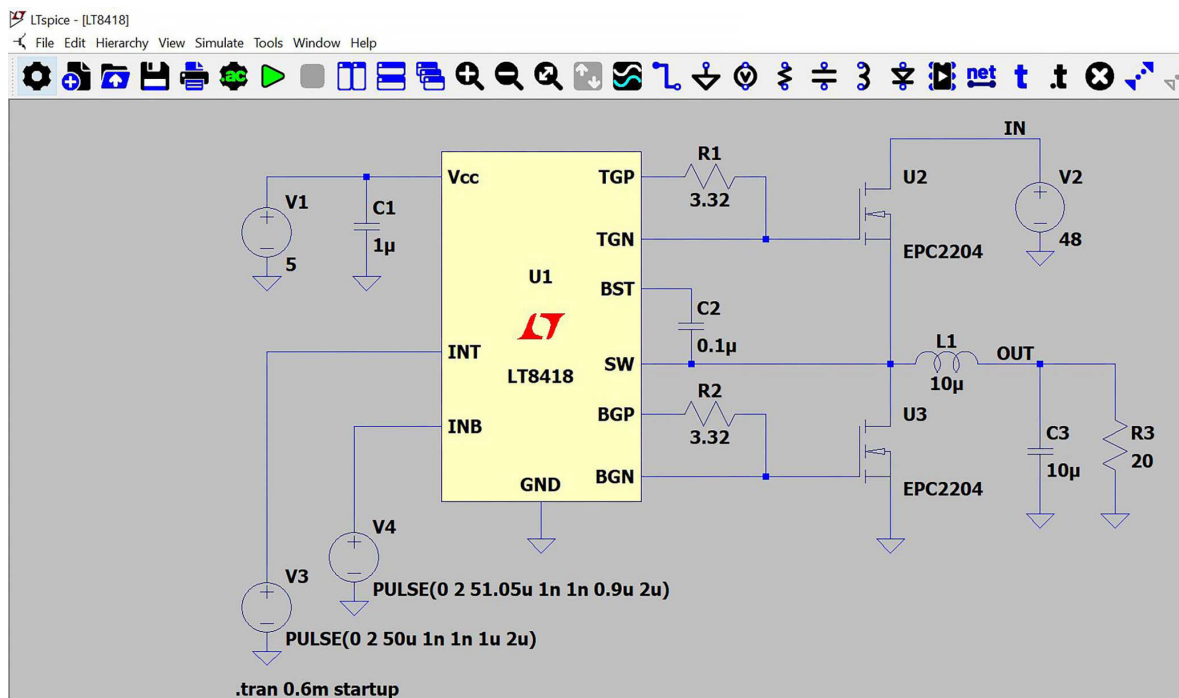 LTspice - [LT8418]
File Edit Hierarchy View Simulate Tools Window Help
.ac
net
t
.t
IN
V1
5
C1
1µ
Vcc
TGP
R1
3.32
U2
V2
48
TGN
EPC2204
U1
BST
C2
0.1µ
INT
LT8418
SW
L1
10µ
OUT
INB
BGP
R2
3.32
U3
C3
10µ
R3
20
GND
BGN
EPC2204
V4
PULSE(0 2 51.05u 1n 1n 0.9u 2u)
V3
PULSE(0 2 50u 1n 1n 1u 2u)
.tran 0.6m startup